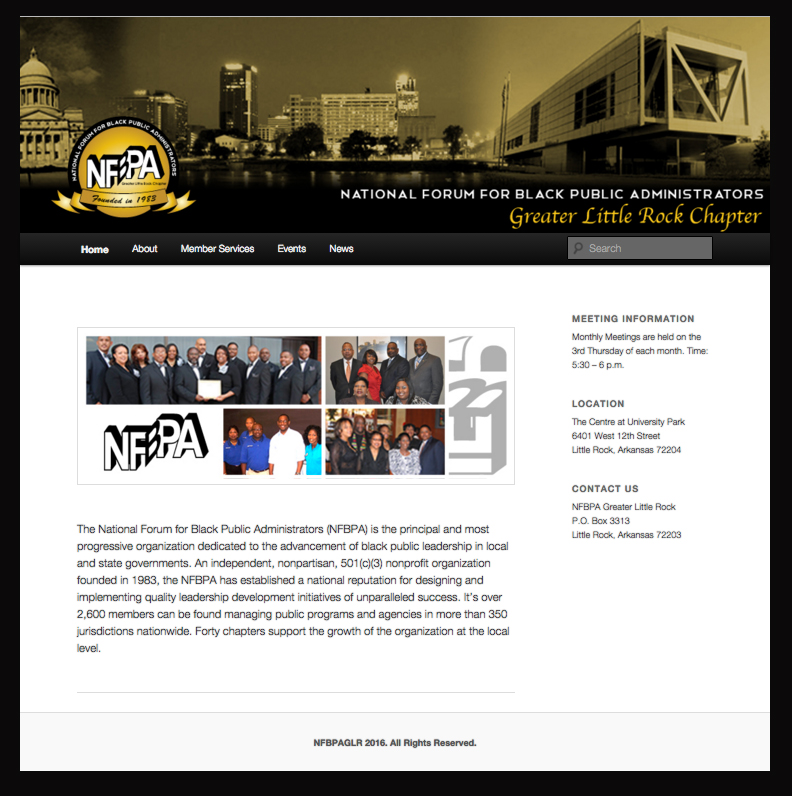 NATIONAL FORUM FOR BLACK PUBLIC ADMINISTRATORS
NFBPA
Greater Little Rock Chapter
Founded in 1983
NATIONAL FORUM FOR BLACK PUBLIC ADMINISTRATORS
Greater Little Rock Chapter
Home About Member Services Events News
Search
NFBPA
The National Forum for Black Public Administrators (NFBPA) is the principal and most
progressive organization dedicated to the advancement of black public leadership in local
and state governments. An independent, nonpartisan, 501(c)(3) nonprofit organization
founded in 1983, the NFBPA has established a national reputation for designing and
implementing quality leadership development initiatives of unparalleled success. It's over
2,600 members can be found managing public programs and agencies in more than 350
jurisdictions nationwide. Forty chapters support the growth of the organization at the local
level.
MEETING INFORMATION
Monthly Meetings are held on the
3rd Thursday of each month. Time:
5:30 – 6 p.m.
LOCATION
The Centre at University Park
6401 West 12th Street
Little Rock, Arkansas 72204
CONTACT US
NFBPA Greater Little Rock
P.O. Box 3313
Little Rock, Arkansas 72203
NFBPAGLR 2016. All Rights Reserved.